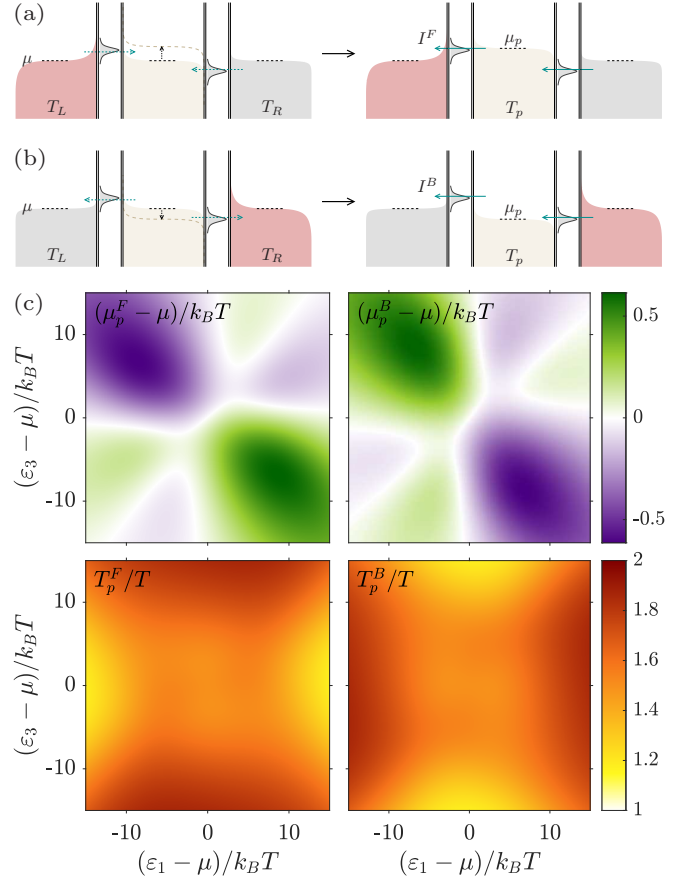 (a)
μ
T_L
T_R
I^F
μ_p
T_p
(b)
μ
T_L
T_R
I^B
μ_p
T_p
(c)
(μ_p^F − μ)/k_BT
(μ_p^B − μ)/k_BT
(ε_3 − μ)/k_BT
10
0
-10
0.5
0
-0.5
T_p^F/T
T_p^B/T
(ε_3 − μ)/k_BT
10
0
-10
2
1.8
1.6
1.4
1.2
1
-10 0 10
-10 0 10
(ε_1 − μ)/k_BT
(ε_1 − μ)/k_BT